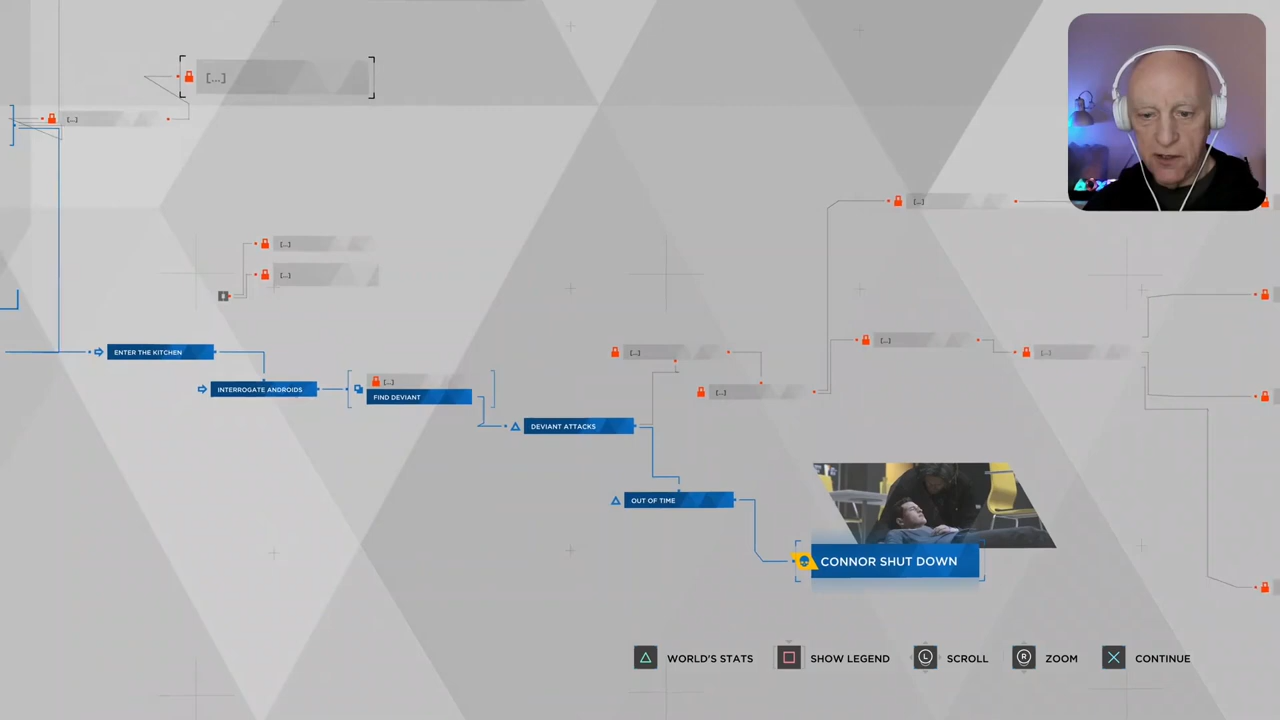 [...]
[...]
[...]
[...]
[...]
ENTER THE KITCHEN
[...]
[...]
[...]
INTERROGATE ANDROIDS
[...]
FIND DEVIANT
[...]
DEVIANT ATTACKS
OUT OF TIME
CONNOR SHUT DOWN
WORLD'S STATS
SHOW LEGEND
L SCROLL
R ZOOM
CONTINUE